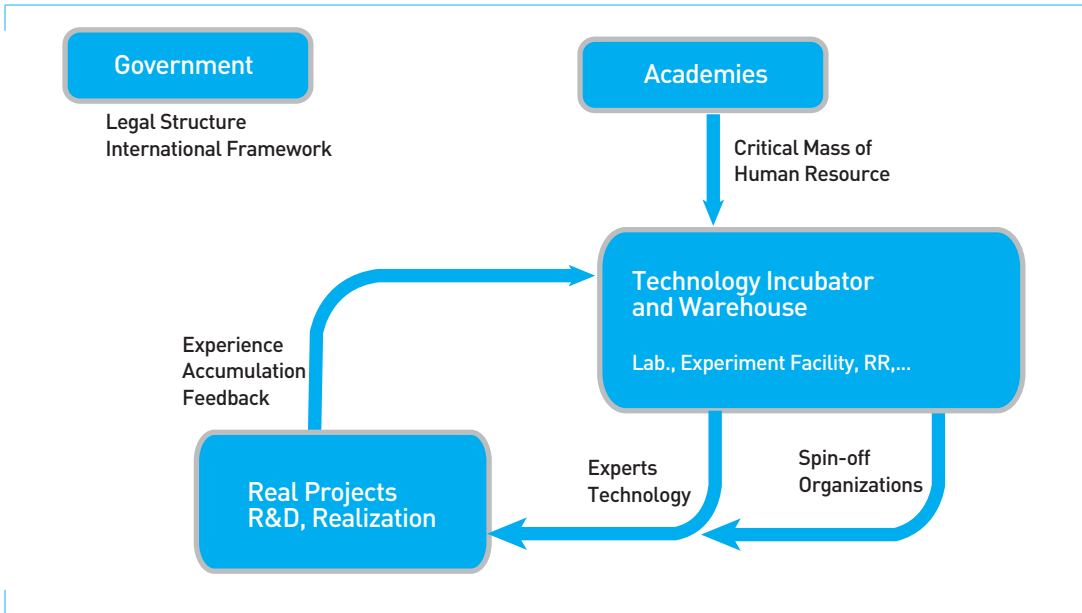 Government
Legal Structure
International Framework
Academies
Critical Mass of
Human Resource
Technology Incubator
and Warehouse
Lab., Experiment Facility, RR,...
Experience
Accumulation
Feedback
Real Projects
R&D, Realization
Experts
Technology
Spin-off
Organizations